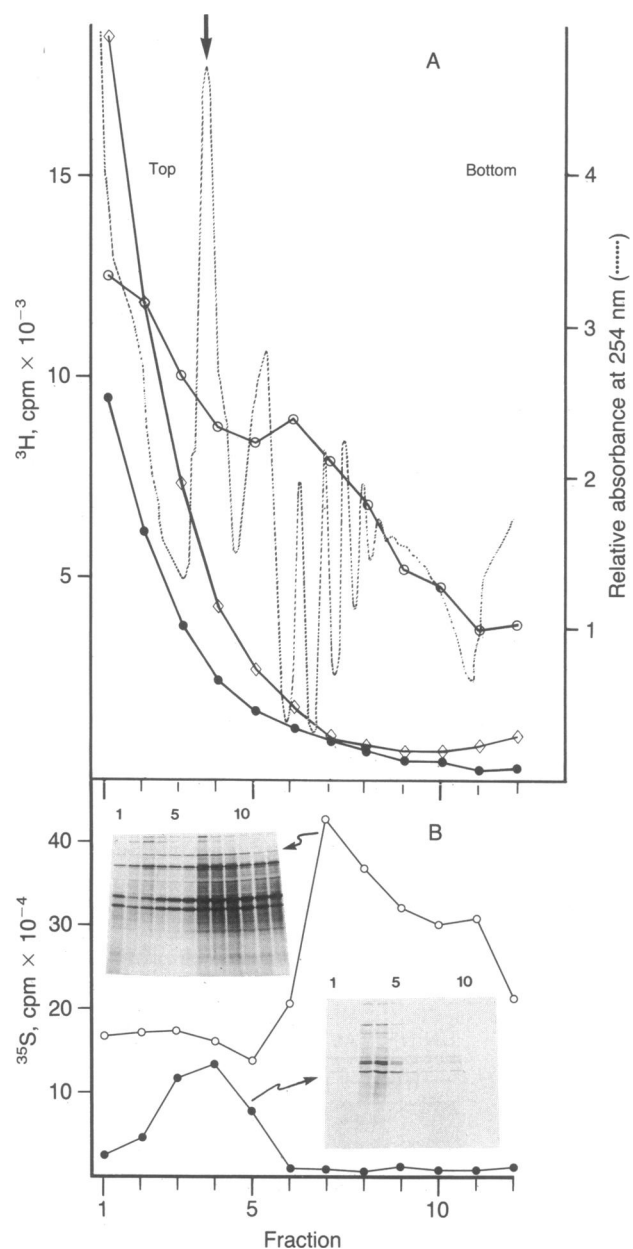 A
Top
Bottom
15
10
5
4
3
2
1
³H, cpm × 10⁻³
Relative absorbance at 254 nm (······)
B
1 5 10
1 5 10
40
30
20
10
³⁵S, cpm × 10⁻⁴
1 5 10
Fraction